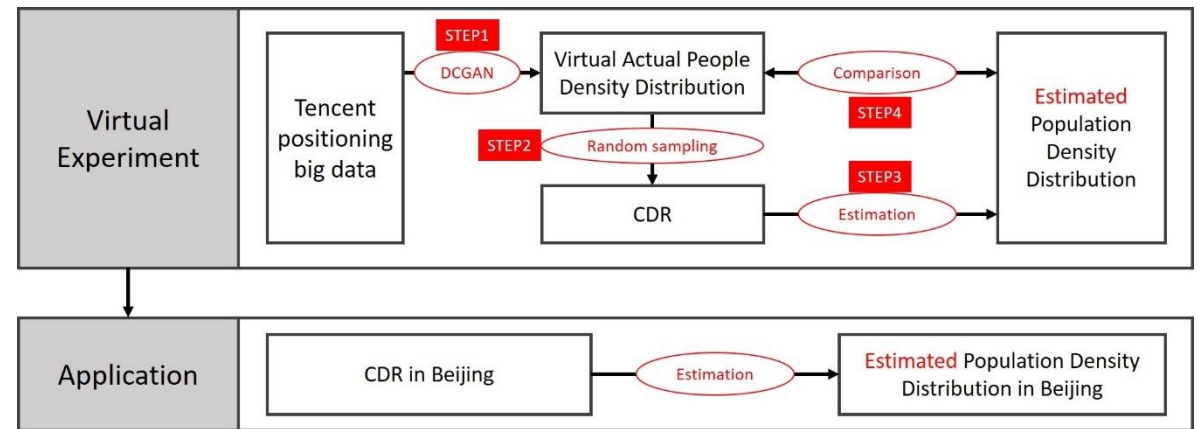 Virtual
Experiment
Tencent
positioning
big data
STEP1
DCGAN
Virtual Actual People
Density Distribution
STEP2
Random sampling
CDR
Comparison
STEP4
STEP3
Estimation
Estimated
Population
Density
Distribution
Application
CDR in Beijing
Estimation
Estimated Population Density
Distribution in Beijing